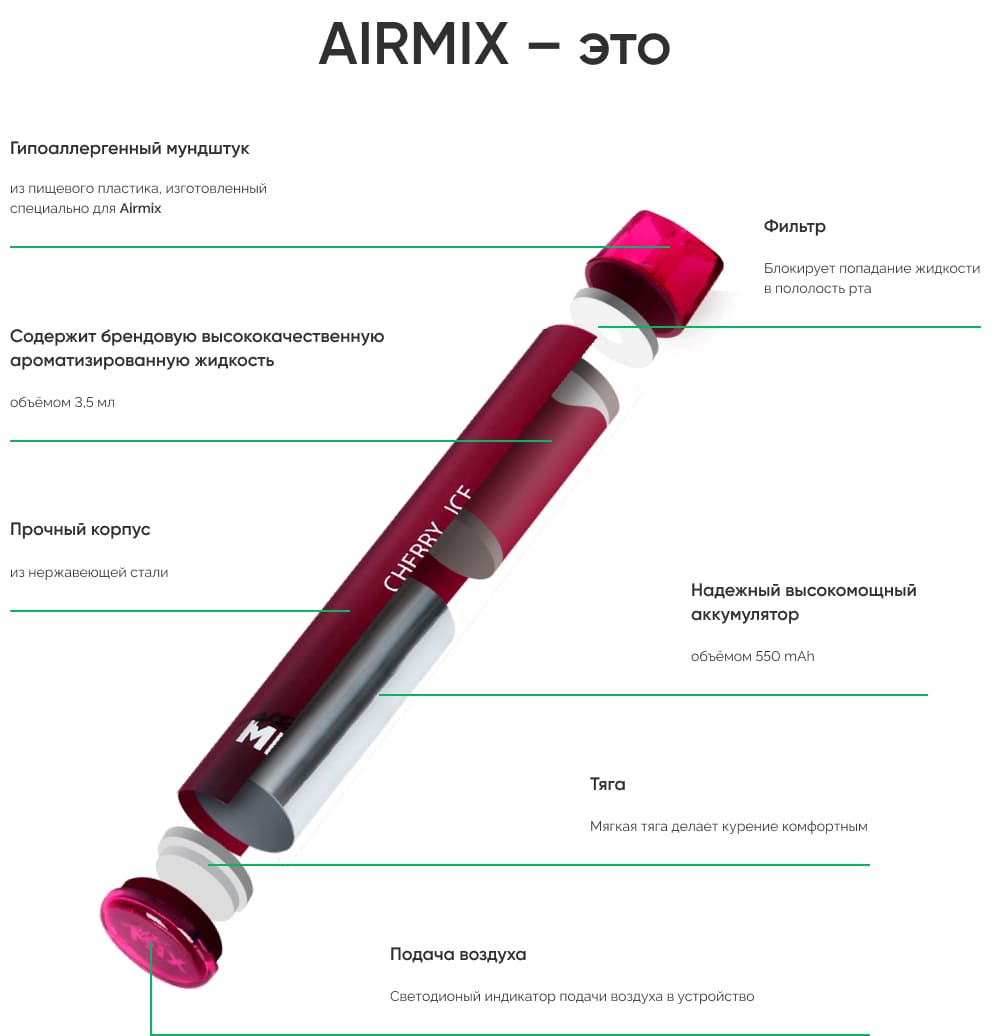 AIRMIX – это
Гипоаллергенный мундштук
из пищевого пластика, изготовленный
специально для Airmix
Фильтр
Блокирует попадание жидкости
в пололость рта
Содержит брендовую высококачественную
ароматизированную жидкость
объёмом 3,5 мл
CHERRY ICE
Прочный корпус
из нержавеющей стали
Надежный высокомощный
аккумулятор
объёмом 550 mAh
MI
Тяга
Мягкая тяга делает курение комфортным
MIX
Подача воздуха
Светодионый индикатор подачи воздуха в устройство